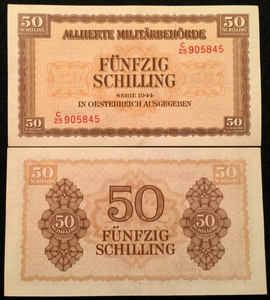 50 50
ALLIIERTE MILITÄRBEHÖRDE
C/25 905845
FÜNFZIG
SCHILLING
SERIE 1944
IN OESTERREICH AUSGEGEBEN
C/25 905845
50 50
50 50
50
50 SCHILLING 50 SCHILLING
FÜNFZIG
SCHILLING
50 50